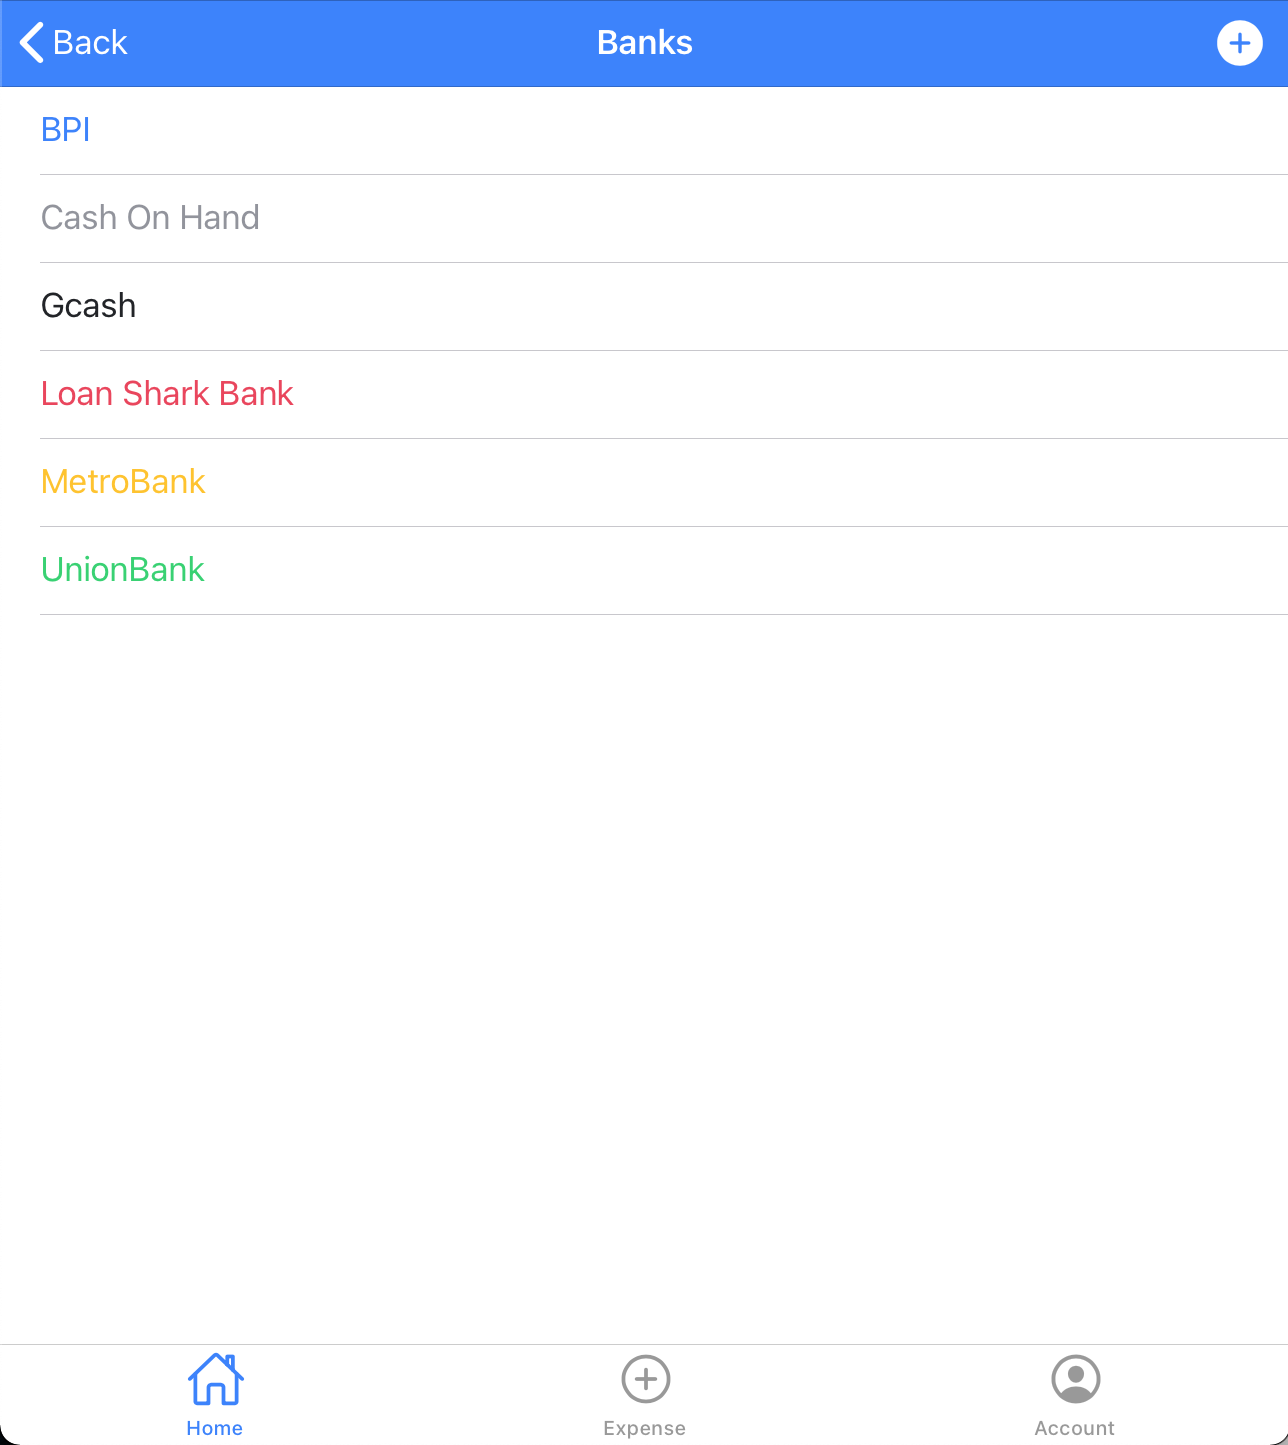 Back
Banks
BPI
Cash On Hand
Gcash
Loan Shark Bank
MetroBank
UnionBank
Home
Expense
Account